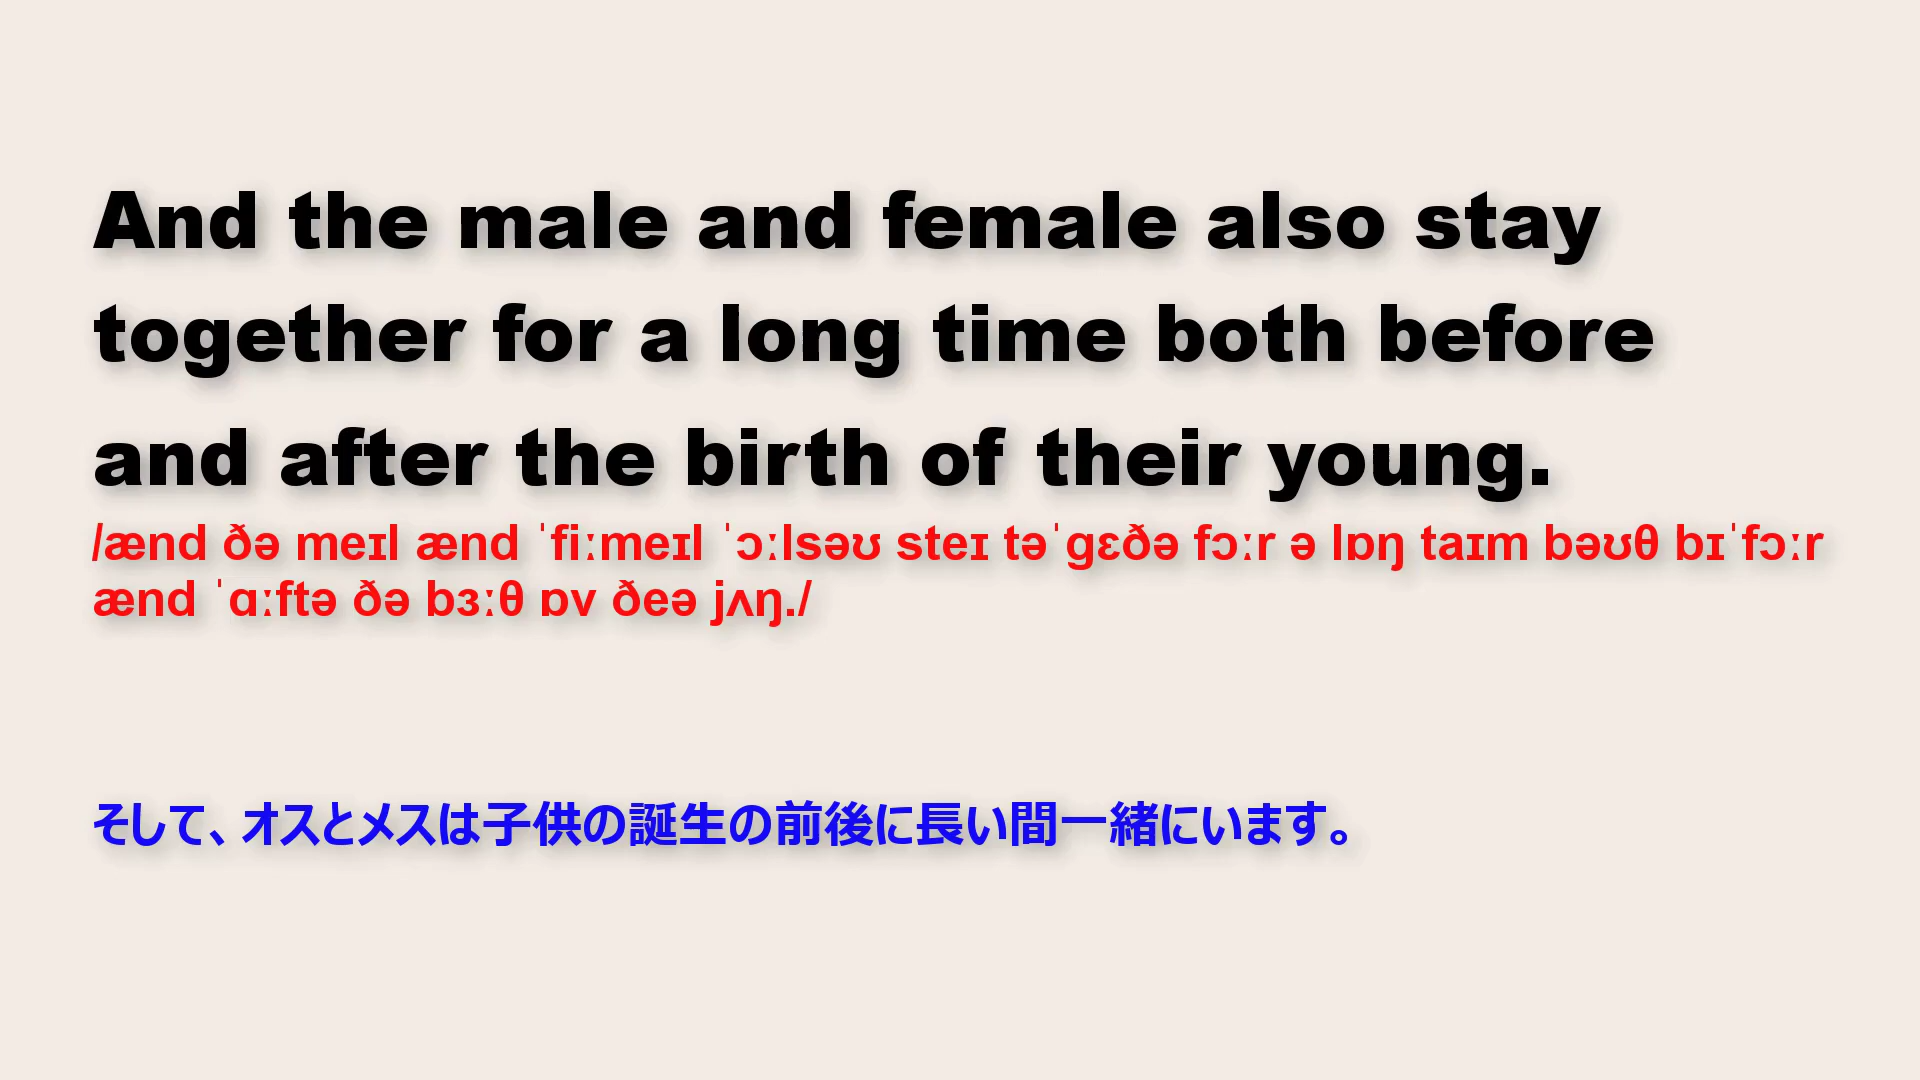 And the male and female also stay
together for a long time both before
and after the birth of their young.
/ænd ðə meɪl ænd ˈfiːmeɪl ˈɔːlsəʊ steɪ təˈgɛðə fɔːr ə lɒŋ taɪm bəʊθ bɪˈfɔːr
ænd ˈɑːftə ðə bɜːθ ɒv ðeə jʌŋ./
そして、オスとメスは子供の誕生の前後に長い間一緒にいます。